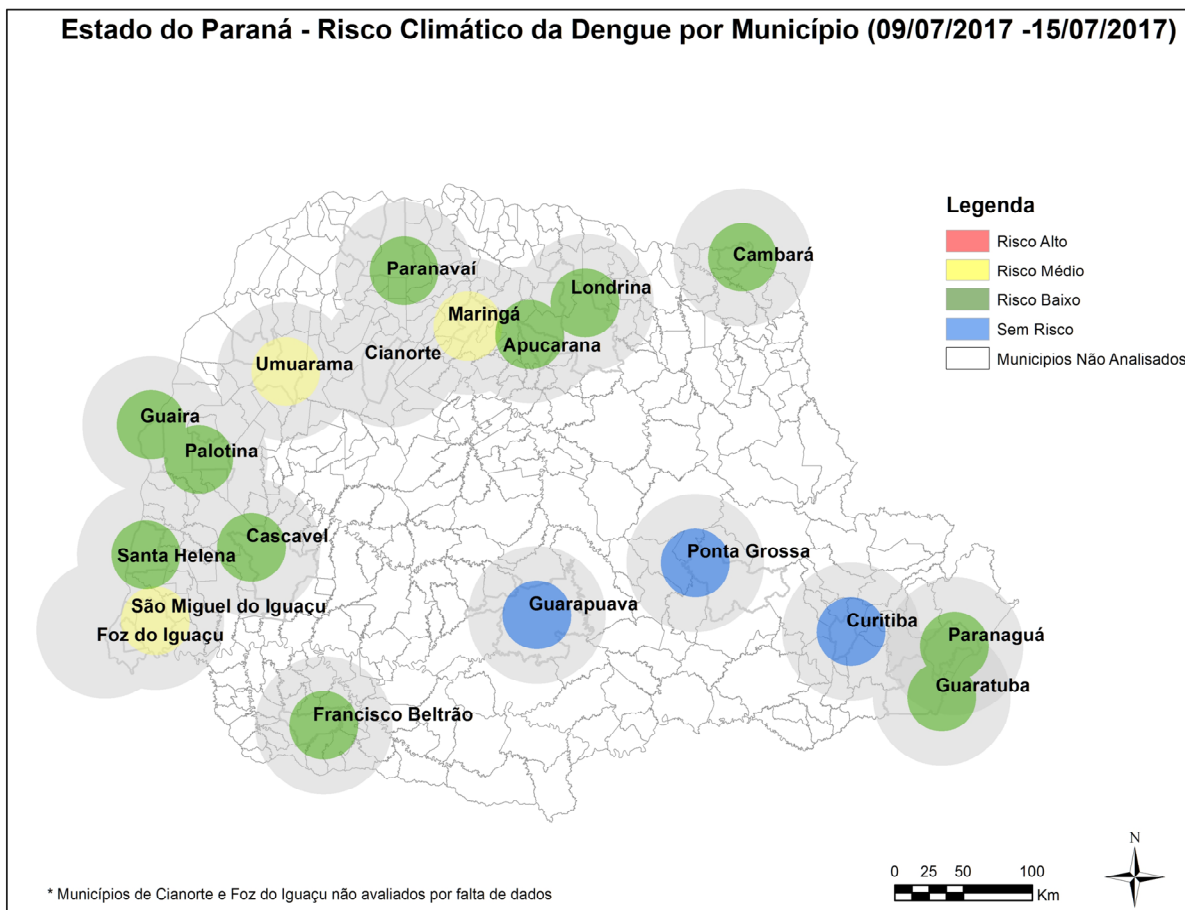 Estado do Paraná - Risco Climático da Dengue por Município (09/07/2017 -15/07/2017)
Legenda
Risco Alto
Risco Médio
Risco Baixo
Sem Risco
Municipios Não Analisados
Cambará
Paranavaí
Londrina
Maringá
Apucarana
Cianorte
Umuarama
Guaira
Palotina
Cascavel
Santa Helena
São Miguel do Iguaçu
Foz do Iguaçu
Ponta Grossa
Guarapuava
Curitiba
Paranaguá
Guaratuba
Francisco Beltrão
N
0 25 50 100
Km
* Municípios de Cianorte e Foz do Iguaçu não avaliados por falta de dados